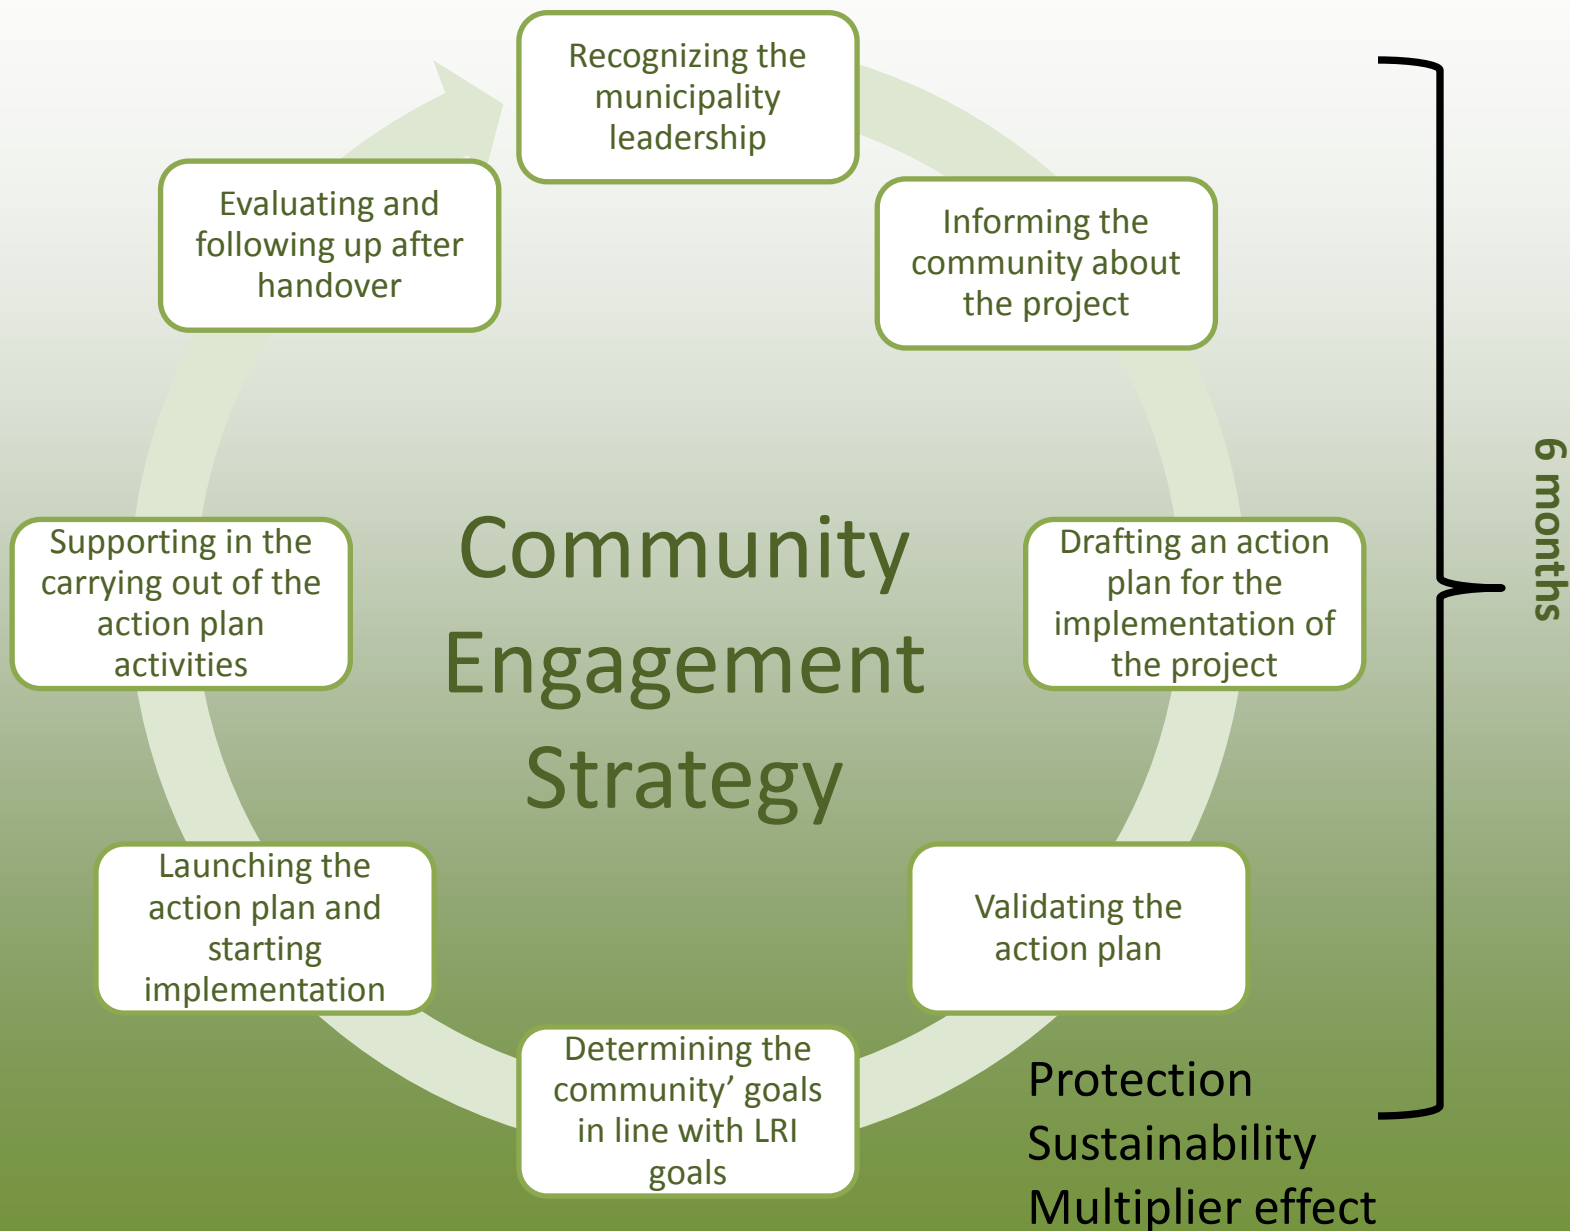 Recognizing the
municipality
leadership
Informing the
community about
the project
Drafting an action
plan for the
implementation of
the project
Validating the
action plan
Determining the
community’ goals
in line with LRI
goals
Launching the
action plan and
starting
implementation
Supporting in the
carrying out of the
action plan
activities
Evaluating and
following up after
handover
Community
Engagement
Strategy
6 months
Protection
Sustainability
Multiplier effect